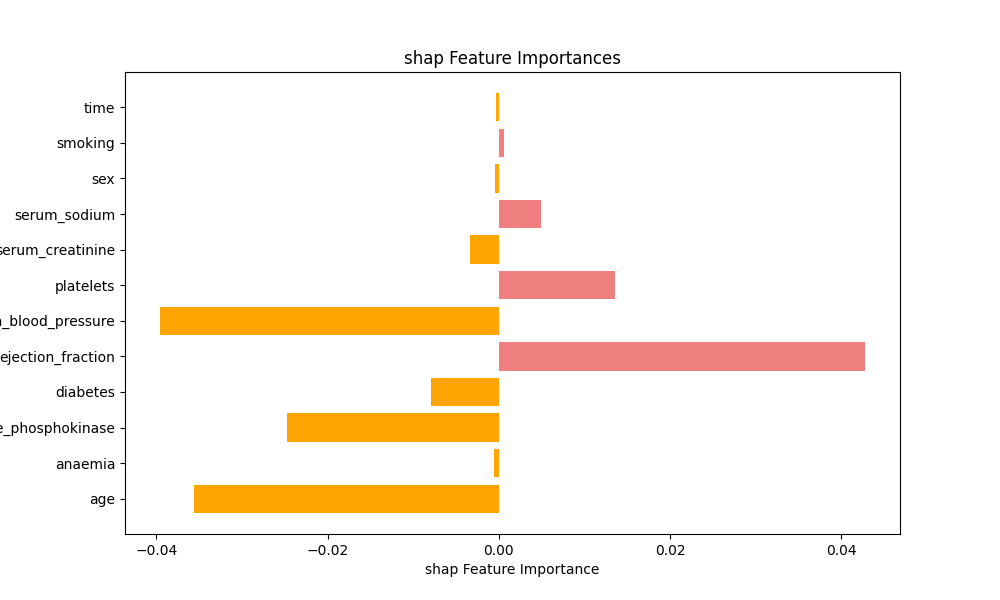 shap Feature Importances
time
smoking
sex
serum_sodium
serum_creatinine
platelets
_blood_pressure
ejection_fraction
diabetes
e_phosphokinase
anaemia
age
−0.04 −0.02 0.00 0.02 0.04
shap Feature Importance